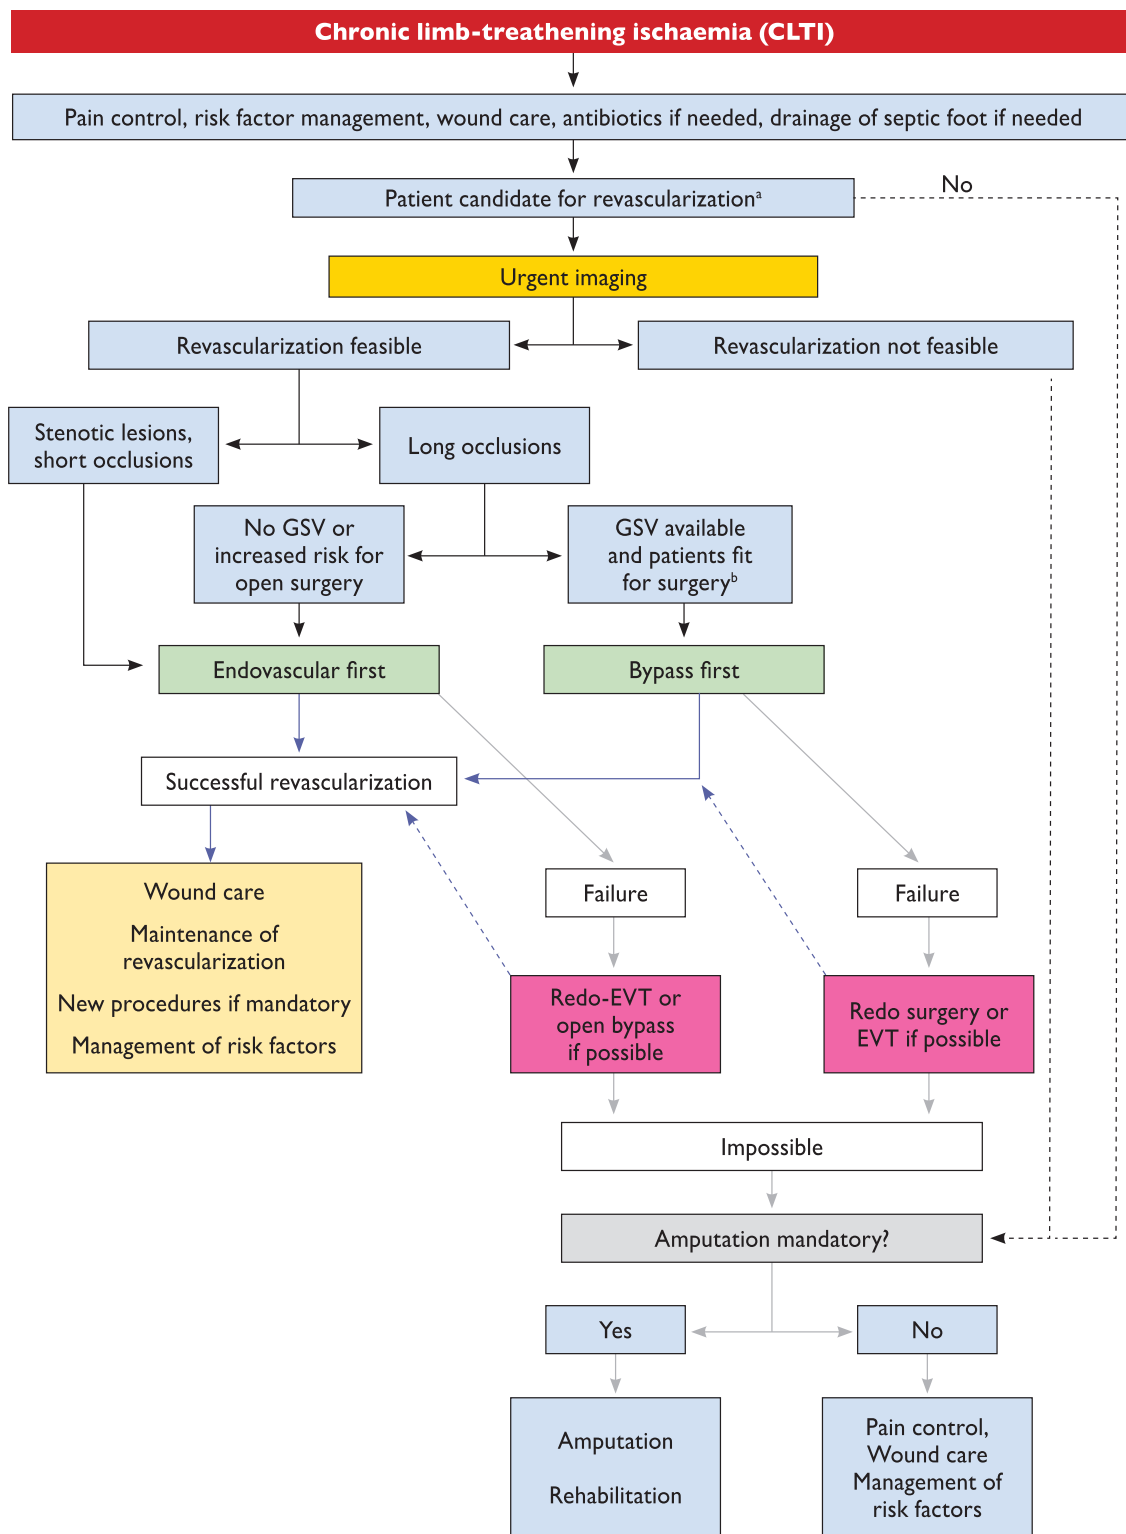 Chronic limb-treathening ischaemia (CLTI)
Pain control, risk factor management, wound care, antibiotics if needed, drainage of septic foot if needed
Patient candidate for revascularizationᵃ
No
Urgent imaging
Revascularization feasible
Revascularization not feasible
Stenotic lesions,
short occlusions
Long occlusions
No GSV or
increased risk for
open surgery
GSV available
and patients fit
for surgeryᵇ
Endovascular first
Bypass first
Successful revascularization
Wound care
Maintenance of
revascularization
New procedures if mandatory
Management of risk factors
Failure
Failure
Redo-EVT or
open bypass
if possible
Redo surgery or
EVT if possible
Impossible
Amputation mandatory?
Yes
No
Amputation
Rehabilitation
Pain control,
Wound care
Management of
risk factors